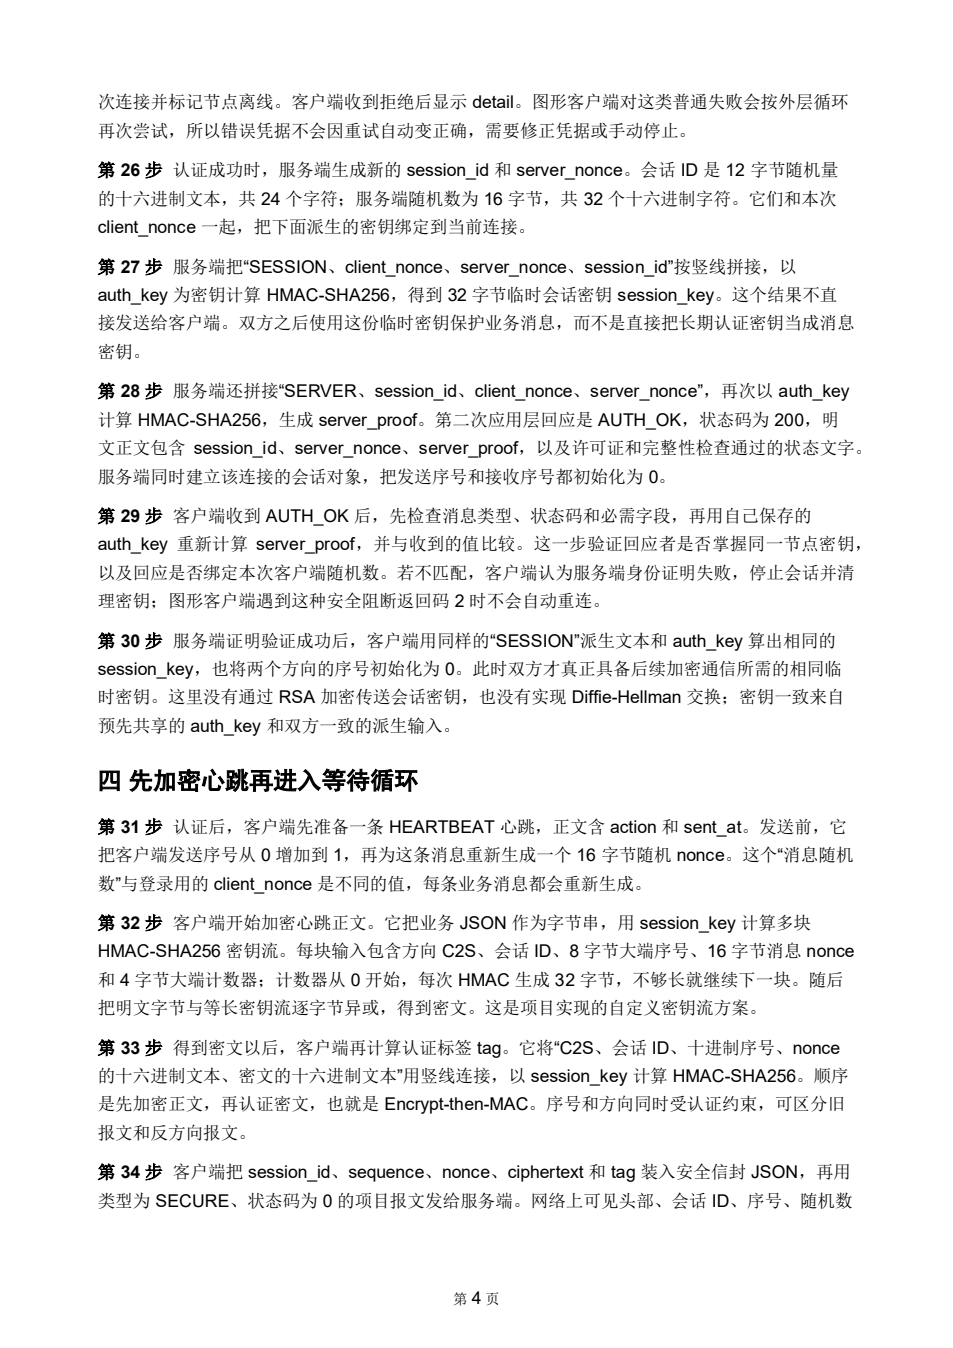 次连接并标记节点离线。客户端收到拒绝后显示 detail。图形客户端对这类普通失败会按外层循环
再次尝试，所以错误凭据不会因重试自动变正确，需要修正凭据或手动停止。
第 26 步 认证成功时，服务端生成新的 session_id 和 server_nonce。会话 ID 是 12 字节随机量
的十六进制文本，共 24 个字符；服务端随机数为 16 字节，共 32 个十六进制字符。它们和本次
client_nonce 一起，把下面派生的密钥绑定到当前连接。
第 27 步 服务端把“SESSION、client_nonce、server_nonce、session_id”按竖线拼接，以
auth_key 为密钥计算 HMAC-SHA256，得到 32 字节临时会话密钥 session_key。这个结果不直
接发送给客户端。双方之后使用这份临时密钥保护业务消息，而不是直接把长期认证密钥当成消息
密钥。
第 28 步 服务端还拼接“SERVER、session_id、client_nonce、server_nonce”，再次以 auth_key
计算 HMAC-SHA256，生成 server_proof。第二次应用层回应是 AUTH_OK，状态码为 200，明
文正文包含 session_id、server_nonce、server_proof，以及许可证和完整性检查通过的状态文字。
服务端同时建立该连接的会话对象，把发送序号和接收序号都初始化为 0。
第 29 步 客户端收到 AUTH_OK 后，先检查消息类型、状态码和必需字段，再用自己保存的
auth_key 重新计算 server_proof，并与收到的值比较。这一步验证回应者是否掌握同一节点密钥，
以及回应是否绑定本次客户端随机数。若不匹配，客户端认为服务端身份证明失败，停止会话并清
理密钥；图形客户端遇到这种安全阻断返回码 2 时不会自动重连。
第 30 步 服务端证明验证成功后，客户端用同样的“SESSION”派生文本和 auth_key 算出相同的
session_key，也将两个方向的序号初始化为 0。此时双方才真正具备后续加密通信所需的相同临
时密钥。这里没有通过 RSA 加密传送会话密钥，也没有实现 Diffie-Hellman 交换；密钥一致来自
预先共享的 auth_key 和双方一致的派生输入。
四 先加密心跳再进入等待循环
第 31 步 认证后，客户端先准备一条 HEARTBEAT 心跳，正文含 action 和 sent_at。发送前，它
把客户端发送序号从 0 增加到 1，再为这条消息重新生成一个 16 字节随机 nonce。这个“消息随机
数”与登录用的 client_nonce 是不同的值，每条业务消息都会重新生成。
第 32 步 客户端开始加密心跳正文。它把业务 JSON 作为字节串，用 session_key 计算多块
HMAC-SHA256 密钥流。每块输入包含方向 C2S、会话 ID、8 字节大端序号、16 字节消息 nonce
和 4 字节大端计数器；计数器从 0 开始，每次 HMAC 生成 32 字节，不够长就继续下一块。随后
把明文字节与等长密钥流逐字节异或，得到密文。这是项目实现的自定义密钥流方案。
第 33 步 得到密文以后，客户端再计算认证标签 tag。它将“C2S、会话 ID、十进制序号、nonce
的十六进制文本、密文的十六进制文本”用竖线连接，以 session_key 计算 HMAC-SHA256。顺序
是先加密正文，再认证密文，也就是 Encrypt-then-MAC。序号和方向同时受认证约束，可区分旧
报文和反方向报文。
第 34 步 客户端把 session_id、sequence、nonce、ciphertext 和 tag 装入安全信封 JSON，再用
类型为 SECURE、状态码为 0 的项目报文发给服务端。网络上可见头部、会话 ID、序号、随机数
第 4 页